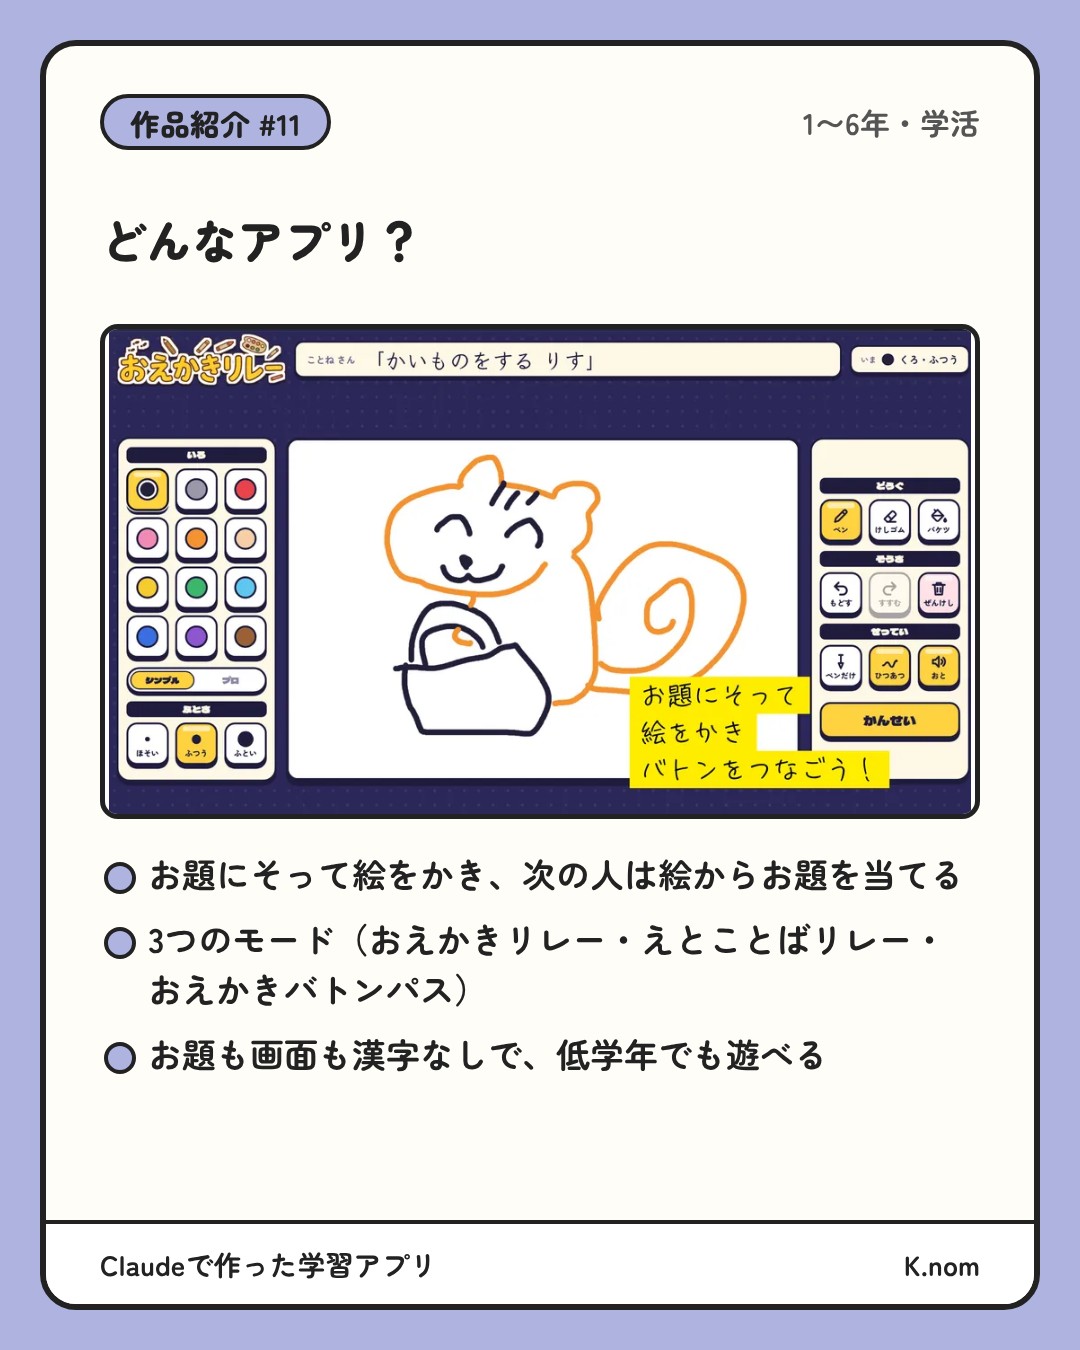 作品紹介 #11
1〜6年・学活
どんなアプリ？
おえかきリレー
ことね さん 「かいものをする りす」
いま くろ・ふつう
いろ
シンプル プロ
ふとさ
ほそい ふつう ふとい
どうぐ
ペン けしゴム バケツ
そうさ
もどす すすむ ぜんけし
せってい
ペンだけ ひつあつ おと
かんせい
お題にそって
絵をかき
バトンをつなごう！
お題にそって絵をかき、次の人は絵からお題を当てる
3つのモード（おえかきリレー・えとことばリレー・
おえかきバトンパス）
お題も画面も漢字なしで、低学年でも遊べる
Claudeで作った学習アプリ
K.nom